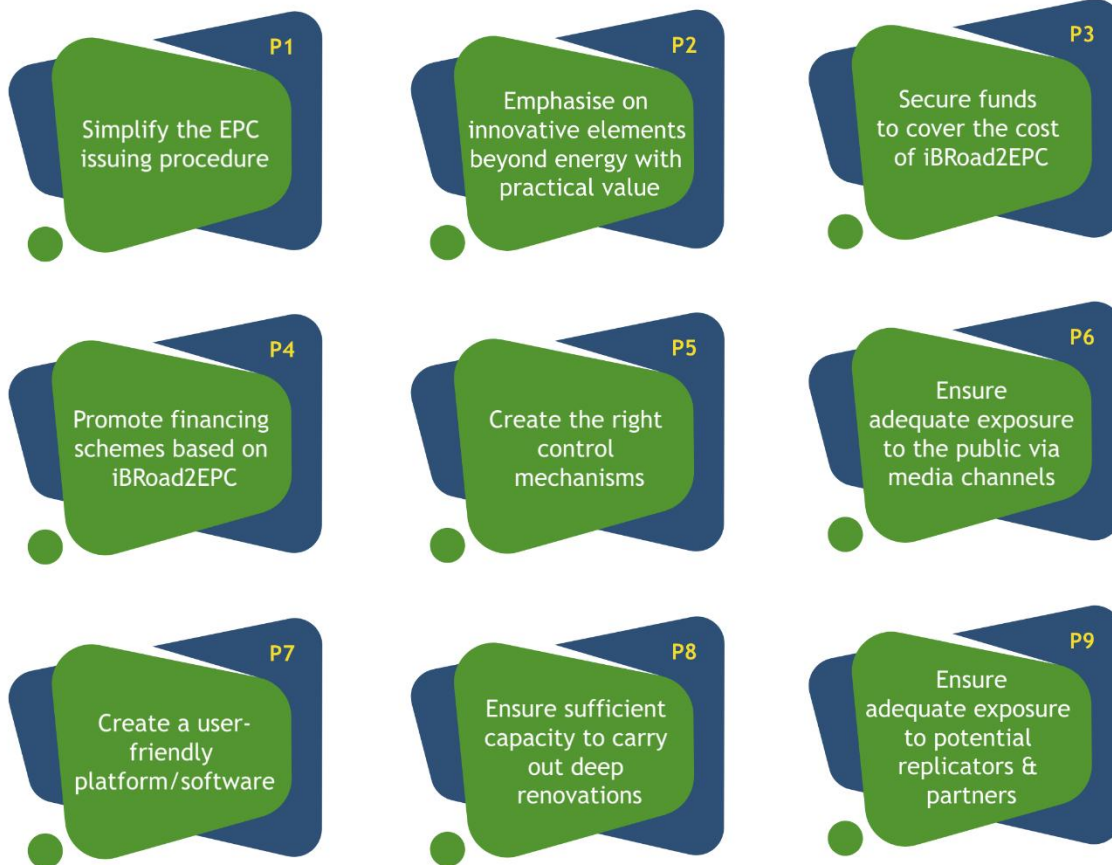 P1
Simplify the EPC
issuing procedure
P2
Emphasise on
innovative elements
beyond energy with
practical value
P3
Secure funds
to cover the cost
of iBRoad2EPC
P4
Promote financing
schemes based on
iBRoad2EPC
P5
Create the right
control
mechanisms
P6
Ensure
adequate exposure
to the public via
media channels
P7
Create a user-
friendly
platform/software
P8
Ensure sufficient
capacity to carry
out deep
renovations
P9
Ensure
adequate exposure
to potential
replicators &
partners